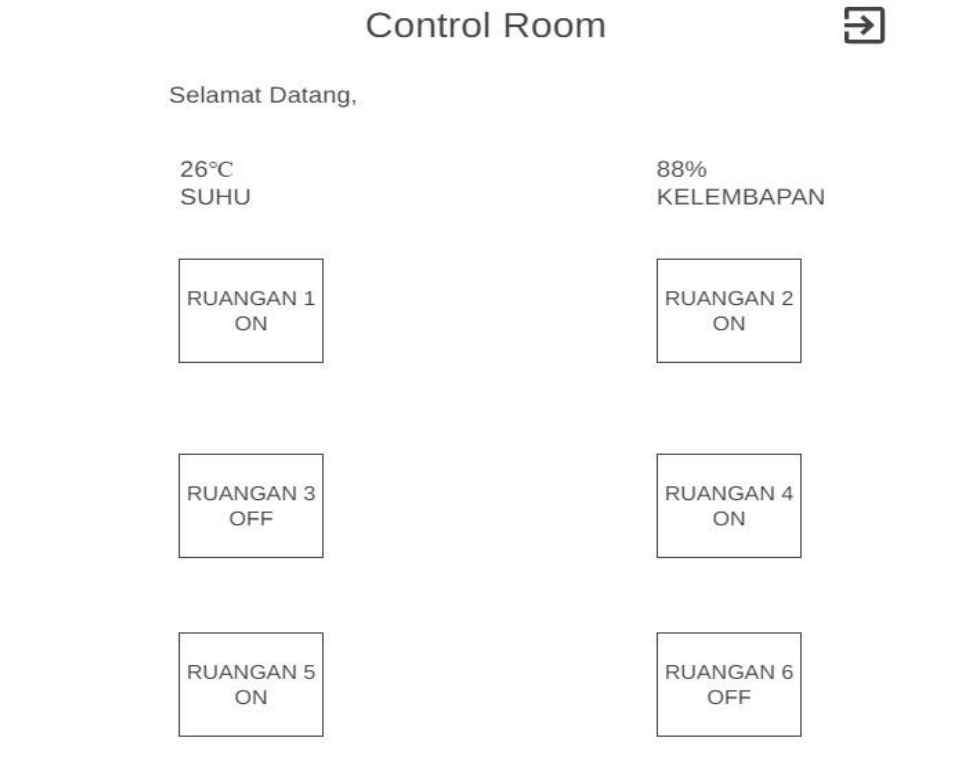 Control Room
Selamat Datang,
26°C
SUHU
88%
KELEMBAPAN
RUANGAN 1
ON
RUANGAN 2
ON
RUANGAN 3
OFF
RUANGAN 4
ON
RUANGAN 5
ON
RUANGAN 6
OFF